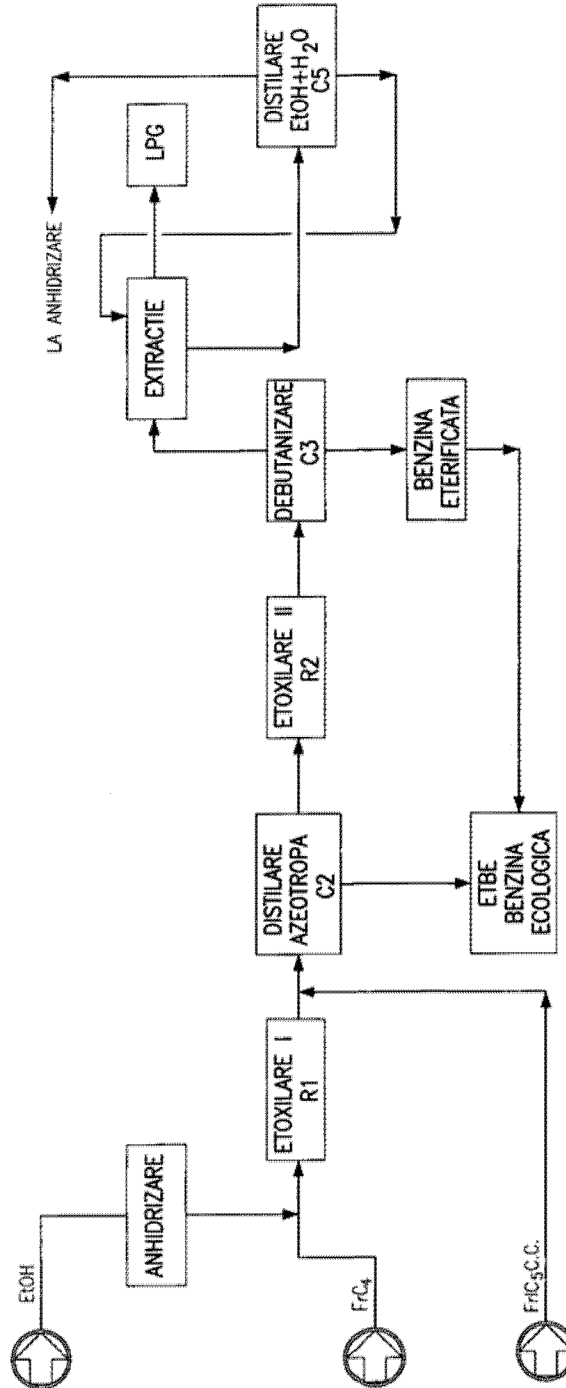 EtOH
ANHIDRIZARE
FrC₄
FrIC₅C.C.
ETOXILARE I
R1
DISTILARE
AZEOTROPA
C2
ETBE
BENZINA
ECOLOGICA
ETOXILARE II
R2
DEBUTANIZARE
C3
BENZINA
ETERIFICATA
EXTRACTIE
LPG
LA ANHIDRIZARE
DISTILARE
EtOH+H₂O
C5